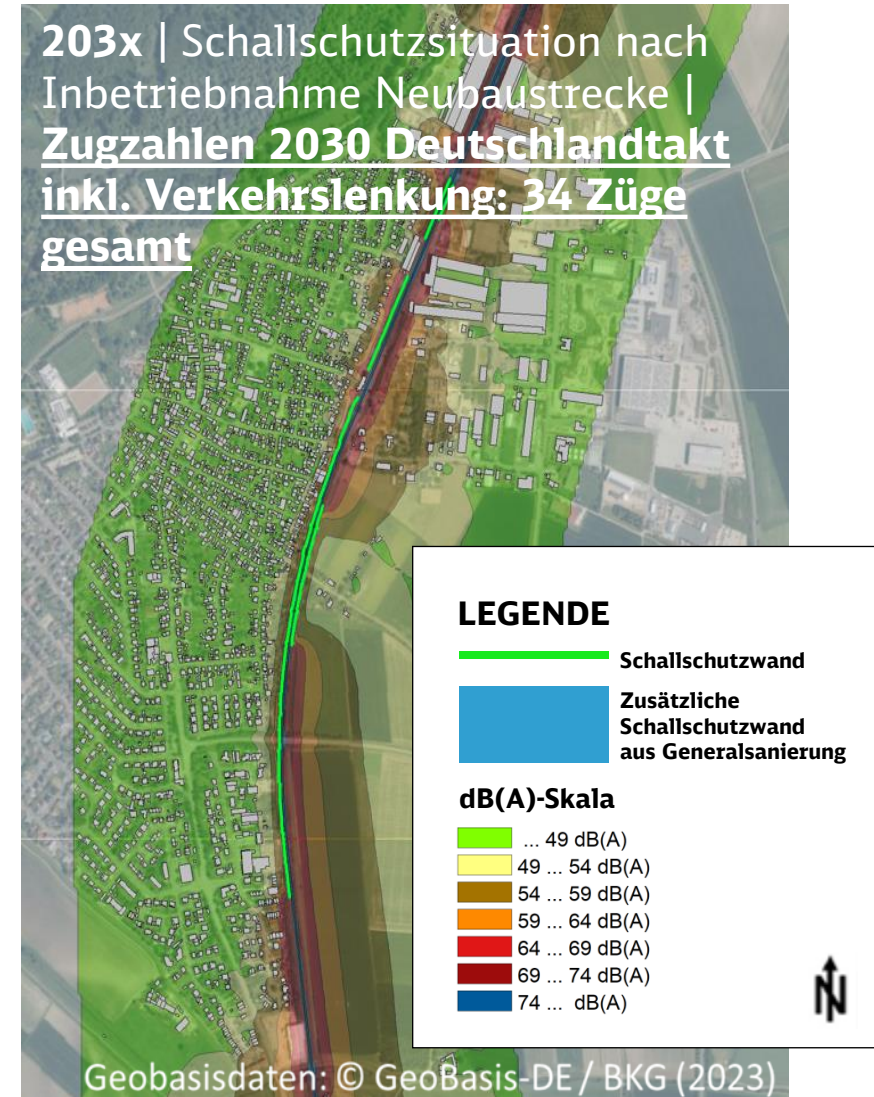 203x | Schallschutzsituation nach
Inbetriebnahme Neubaustrecke |
Zugzahlen 2030 Deutschlandtakt
inkl. Verkehrslenkung: 34 Züge
gesamt
LEGENDE
Schallschutzwand
Zusätzliche
Schallschutzwand
aus Generalsanierung
dB(A)-Skala
... 49 dB(A)
49 ... 54 dB(A)
54 ... 59 dB(A)
59 ... 64 dB(A)
64 ... 69 dB(A)
69 ... 74 dB(A)
74 ... dB(A)
N
Geobasisdaten: © GeoBasis-DE / BKG (2023)